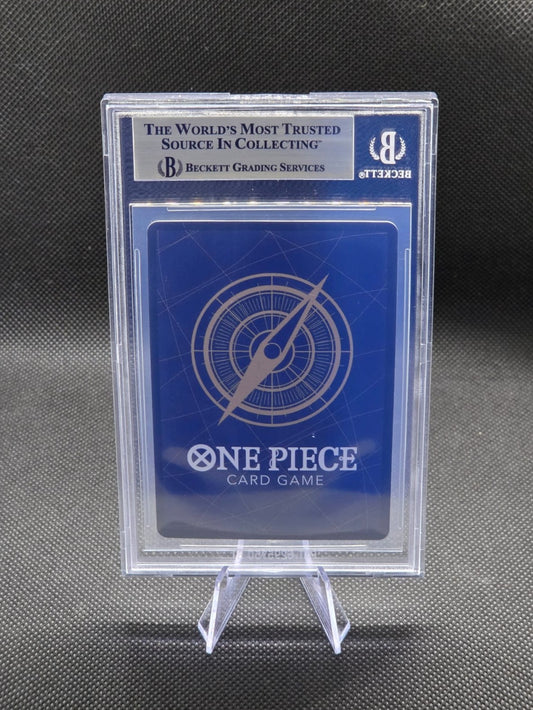 THE WORLD'S MOST TRUSTED
SOURCE IN COLLECTING™
B BECKETT GRADING SERVICES
B
BECKETT®
ONE PIECE
CARD GAME